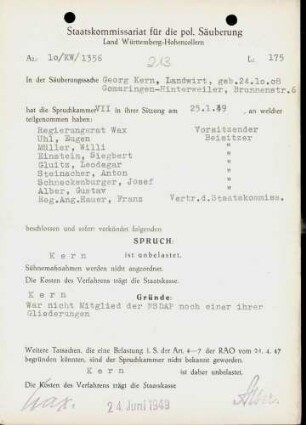 Staatskommissariat für die pol. Säuberung
Land Württemberg-Hohenzollern
Az.: 10/KW/1356 213 L: 175
In der Säuberungssache Georg Kern, Landwirt, geb.24.10.08
Gomaringen-Hinterweiler, Brunnenstr.6
hat die Spruchkammer VII in ihrer Sitzung am 25.1.49, an welcher
teilgenommen haben:
Regierungsrat Wax Vorsitzender
Uhl, Eugen Beisitzer
Müller, Willi "
Einstein, Siegbert "
Gluitz, Leodegar "
Steinacher, Anton "
Schneckenburger, Josef "
Alber, Gustav "
Reg.Ang.Hauer, Franz Vertr.d.Staatskommiss.
beschlossen und sofort verkündet folgenden
SPRUCH:
Kern ist unbelastet.
Sühnemaßnahmen werden nicht angeordnet.
Die Kosten des Verfahrens trägt die Staatskasse.
Gründe:
Kern
War nicht Mitglied der NSDAP noch einer ihrer
Gliederungen
Weitere Tatsachen, die eine Belastung i. S. der Art. 4–7 der RAO vom 24. 4. 47
begründen könnten, sind der Spruchkammer nicht bekannt geworden.
Kern ist daher unbelastet.
Die Kosten des Verfahrens trägt die Staatskasse
Wax.
24. Juni 1949